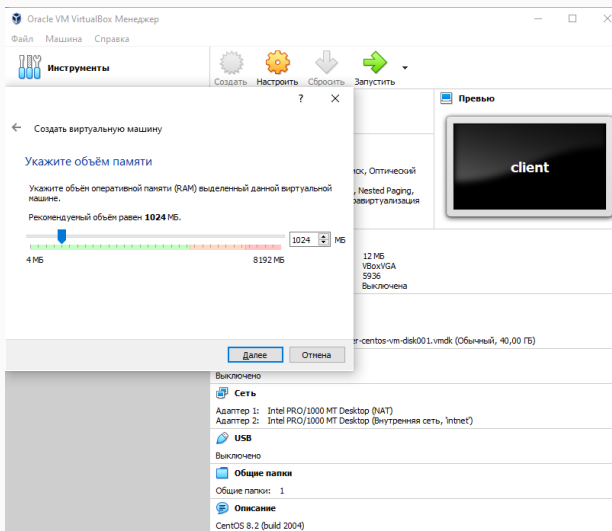 Oracle VM VirtualBox Менеджер
Файл Машина Справка
Инструменты
Создать Настроить Сбросить Запустить
? ×
Создать виртуальную машину
Укажите объём памяти
Укажите объём оперативной памяти (RAM) выделенный данной виртуальной
машине.
Рекомендуемый объём равен 1024 МБ.
1024 МБ
4 МБ 8192 МБ
Далее Отмена
Превью
client
ск, Оптический
, Nested Paging,
равиртуализация
12 МБ
VBoxVGA
5936
Выключена
er-centos-vm-disk001.vmdk (Обычный, 40,00 ГБ)
Выключено
Сеть
Адаптер 1: Intel PRO/1000 MT Desktop (NAT)
Адаптер 2: Intel PRO/1000 MT Desktop (Внутренняя сеть, 'intnet')
USB
Выключено
Общие папки
Общие папки: 1
Описание
CentOS 8.2 (build 2004)